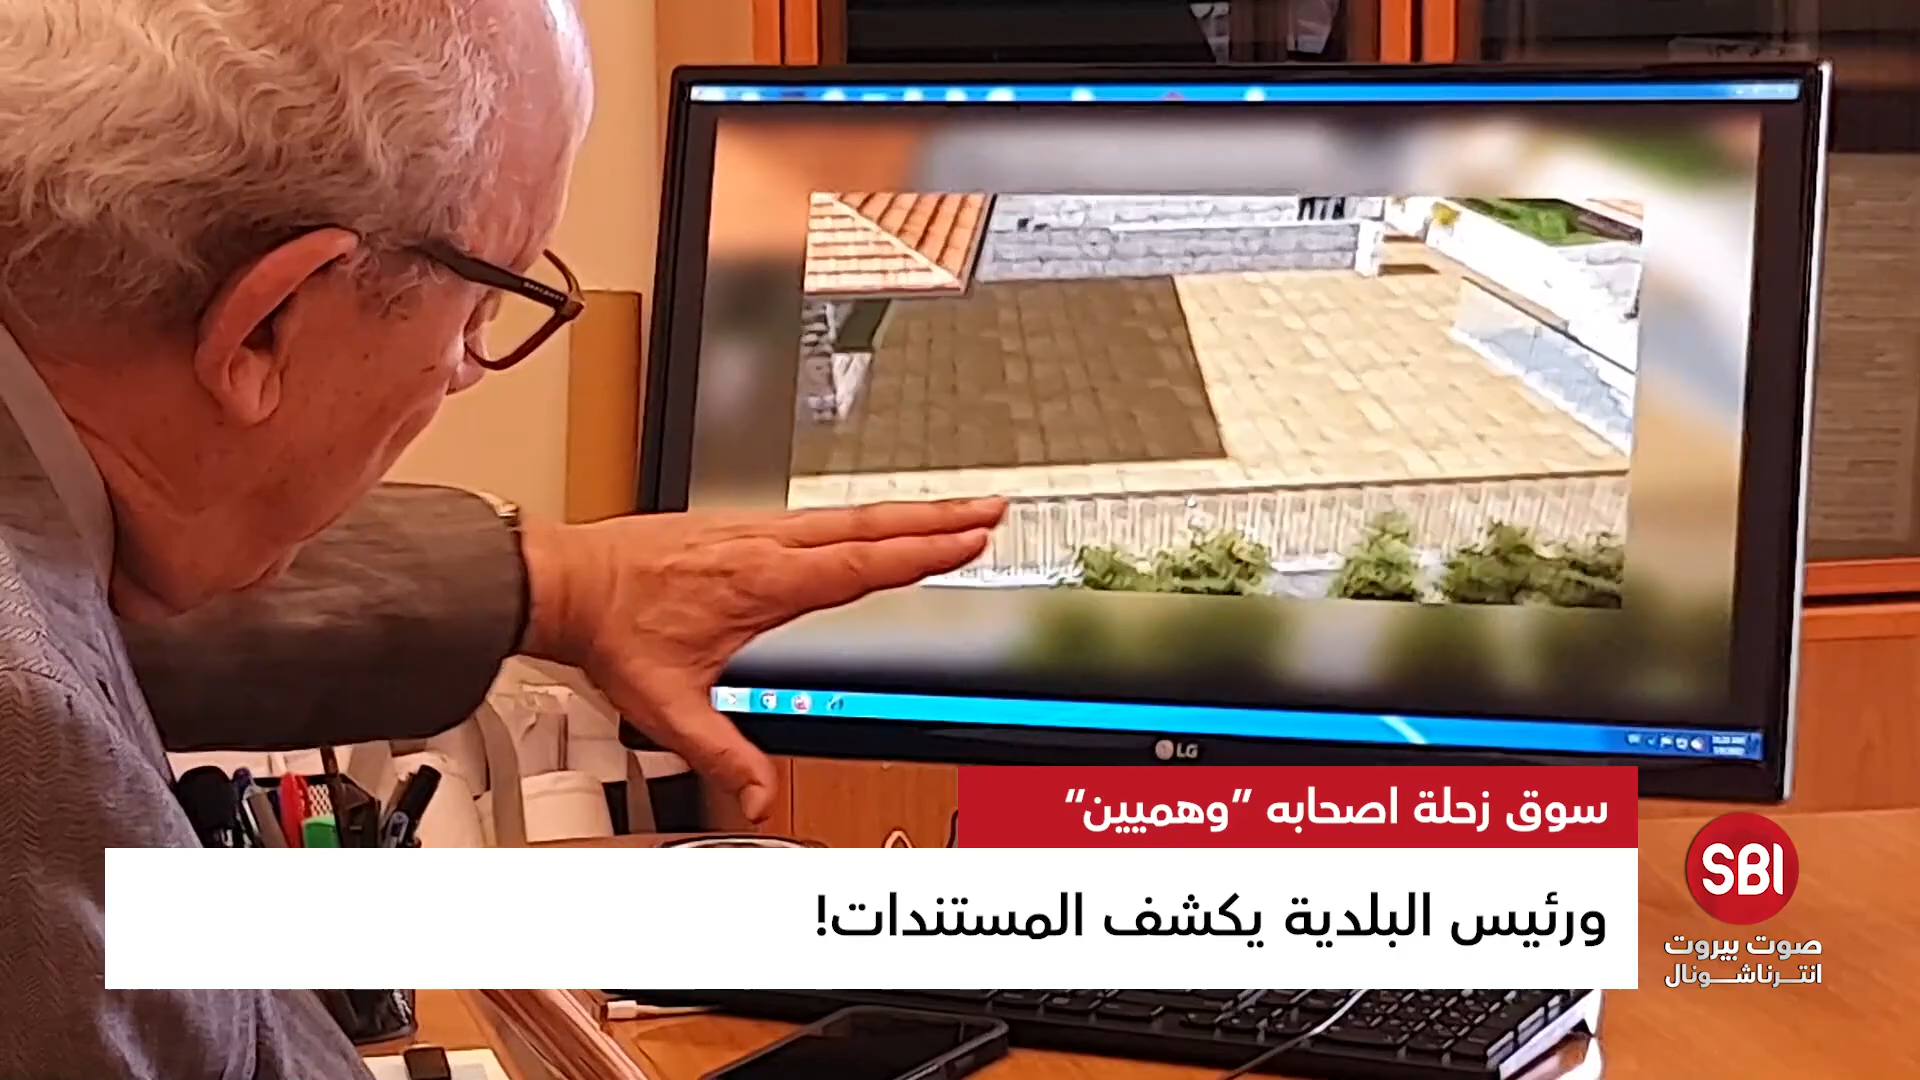 LG
سوق زحلة اصحابه “وهميين“
ورئيس البلدية يكشف المستندات!
SBI
صوت بيروت
انترناشونال